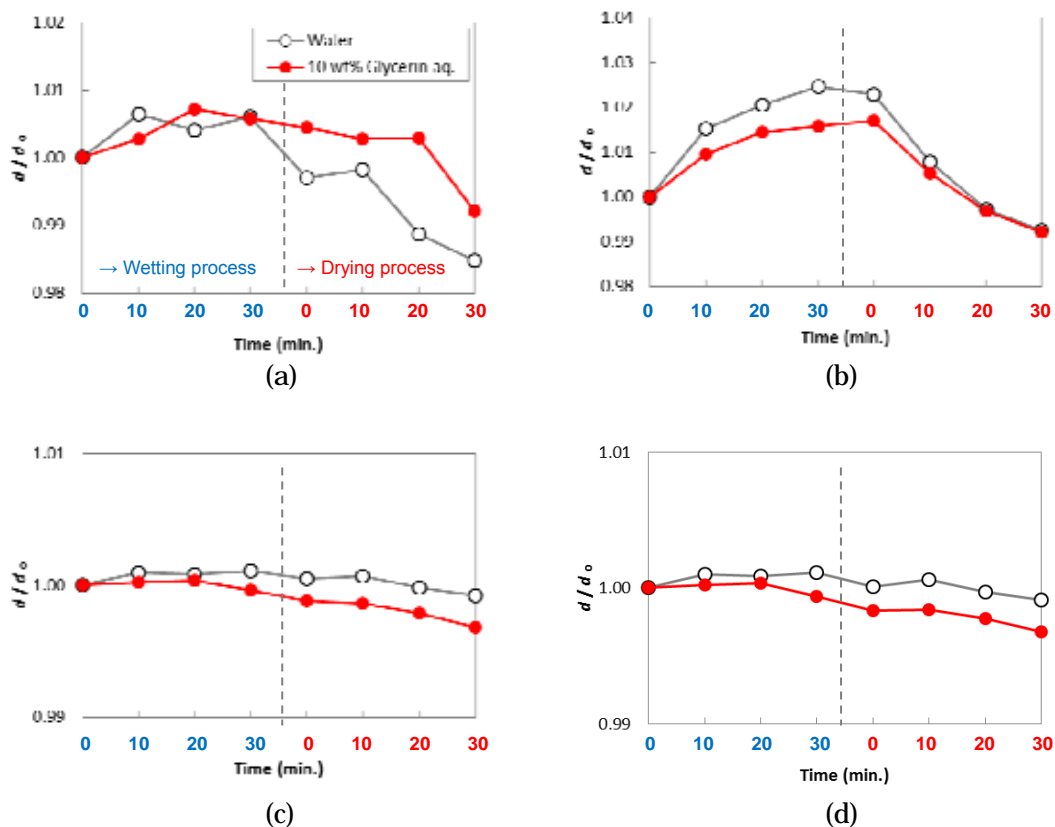 1.02
1.01
1.00
0.99
0.98
d / d o
Water
10 wt% Glycerin aq.
→ Wetting process
→ Drying process
0 10 20 30 0 10 20 30
Time (min.)
(a)
1.04
1.03
1.02
1.01
1.00
0.99
0.98
d / d o
0 10 20 30 0 10 20 30
Time (min.)
(b)
1.01
1.00
0.99
d / d o
0 10 20 30 0 10 20 30
Time (min.)
(c)
1.01
1.00
0.99
d / d o
0 10 20 30 0 10 20 30
Time (min.)
(d)